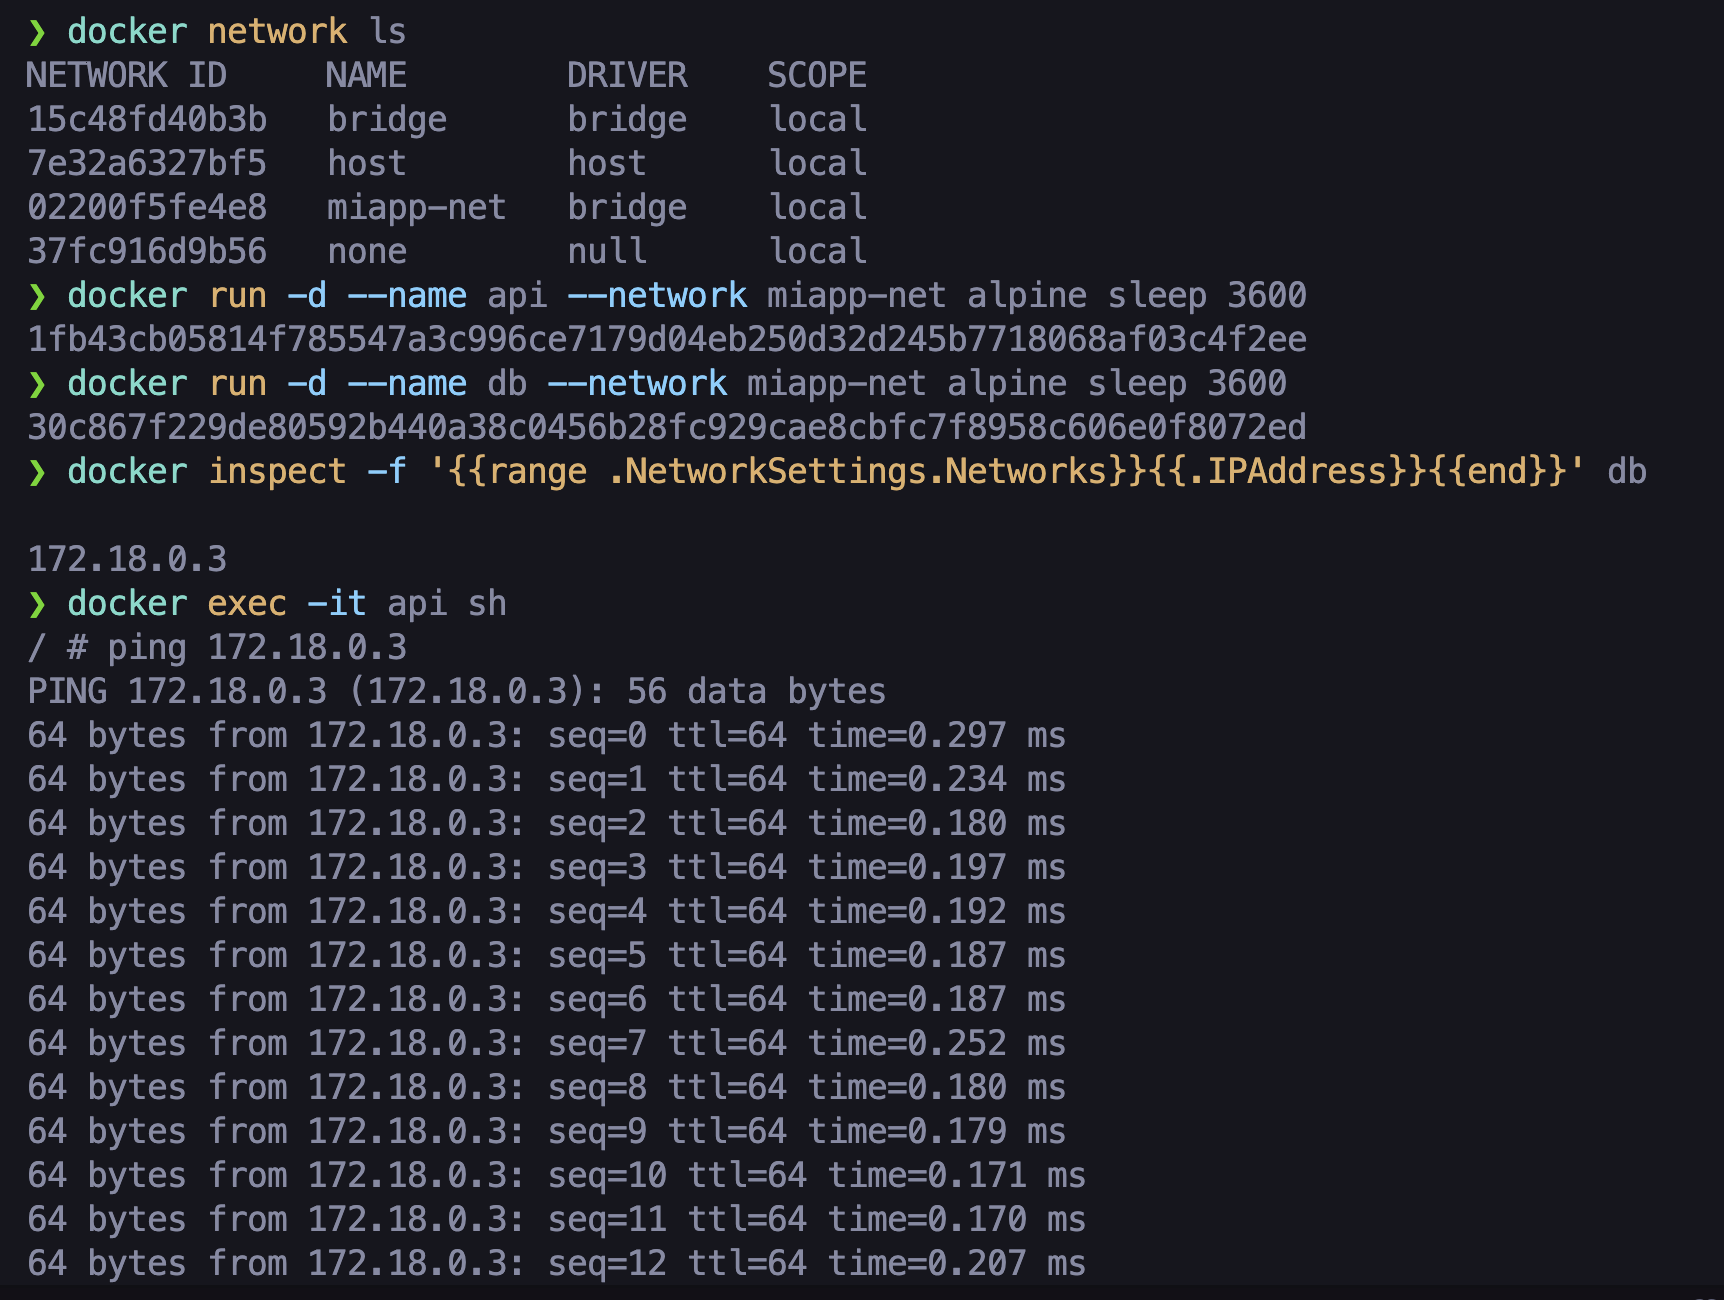 ❯ docker network ls
NETWORK ID     NAME        DRIVER    SCOPE
15c48fd40b3b   bridge      bridge    local
7e32a6327bf5   host        host      local
02200f5fe4e8   miapp-net   bridge    local
37fc916d9b56   none        null      local
❯ docker run -d --name api --network miapp-net alpine sleep 3600
1fb43cb05814f785547a3c996ce7179d04eb250d32d245b7718068af03c4f2ee
❯ docker run -d --name db --network miapp-net alpine sleep 3600
30c867f229de80592b440a38c0456b28fc929cae8cbfc7f8958c606e0f8072ed
❯ docker inspect -f '{{range .NetworkSettings.Networks}}{{.IPAddress}}{{end}}' db
172.18.0.3
❯ docker exec -it api sh
/ # ping 172.18.0.3
PING 172.18.0.3 (172.18.0.3): 56 data bytes
64 bytes from 172.18.0.3: seq=0 ttl=64 time=0.297 ms
64 bytes from 172.18.0.3: seq=1 ttl=64 time=0.234 ms
64 bytes from 172.18.0.3: seq=2 ttl=64 time=0.180 ms
64 bytes from 172.18.0.3: seq=3 ttl=64 time=0.197 ms
64 bytes from 172.18.0.3: seq=4 ttl=64 time=0.192 ms
64 bytes from 172.18.0.3: seq=5 ttl=64 time=0.187 ms
64 bytes from 172.18.0.3: seq=6 ttl=64 time=0.187 ms
64 bytes from 172.18.0.3: seq=7 ttl=64 time=0.252 ms
64 bytes from 172.18.0.3: seq=8 ttl=64 time=0.180 ms
64 bytes from 172.18.0.3: seq=9 ttl=64 time=0.179 ms
64 bytes from 172.18.0.3: seq=10 ttl=64 time=0.171 ms
64 bytes from 172.18.0.3: seq=11 ttl=64 time=0.170 ms
64 bytes from 172.18.0.3: seq=12 ttl=64 time=0.207 ms